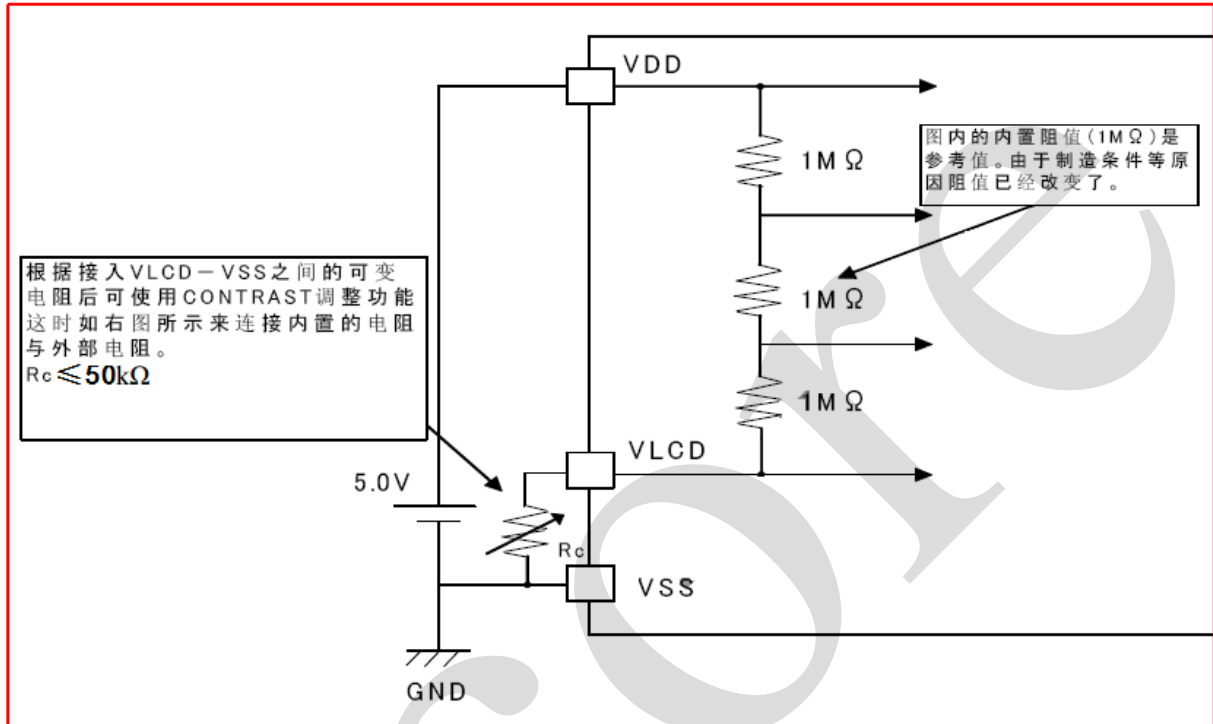 VDD
图内的内置阻值(1MΩ)是
参考值。由于制造条件等原
因阻值已经改变了。
1MΩ
根据接入VLCD－VSS之间的可变
电阻后可使用CONTRAST调整功能
这时如右图所示来连接内置的电阻
与外部电阻。
Rc≤50kΩ
1MΩ
1MΩ
VLCD
5.0V
Rc
VSS
GND
ore